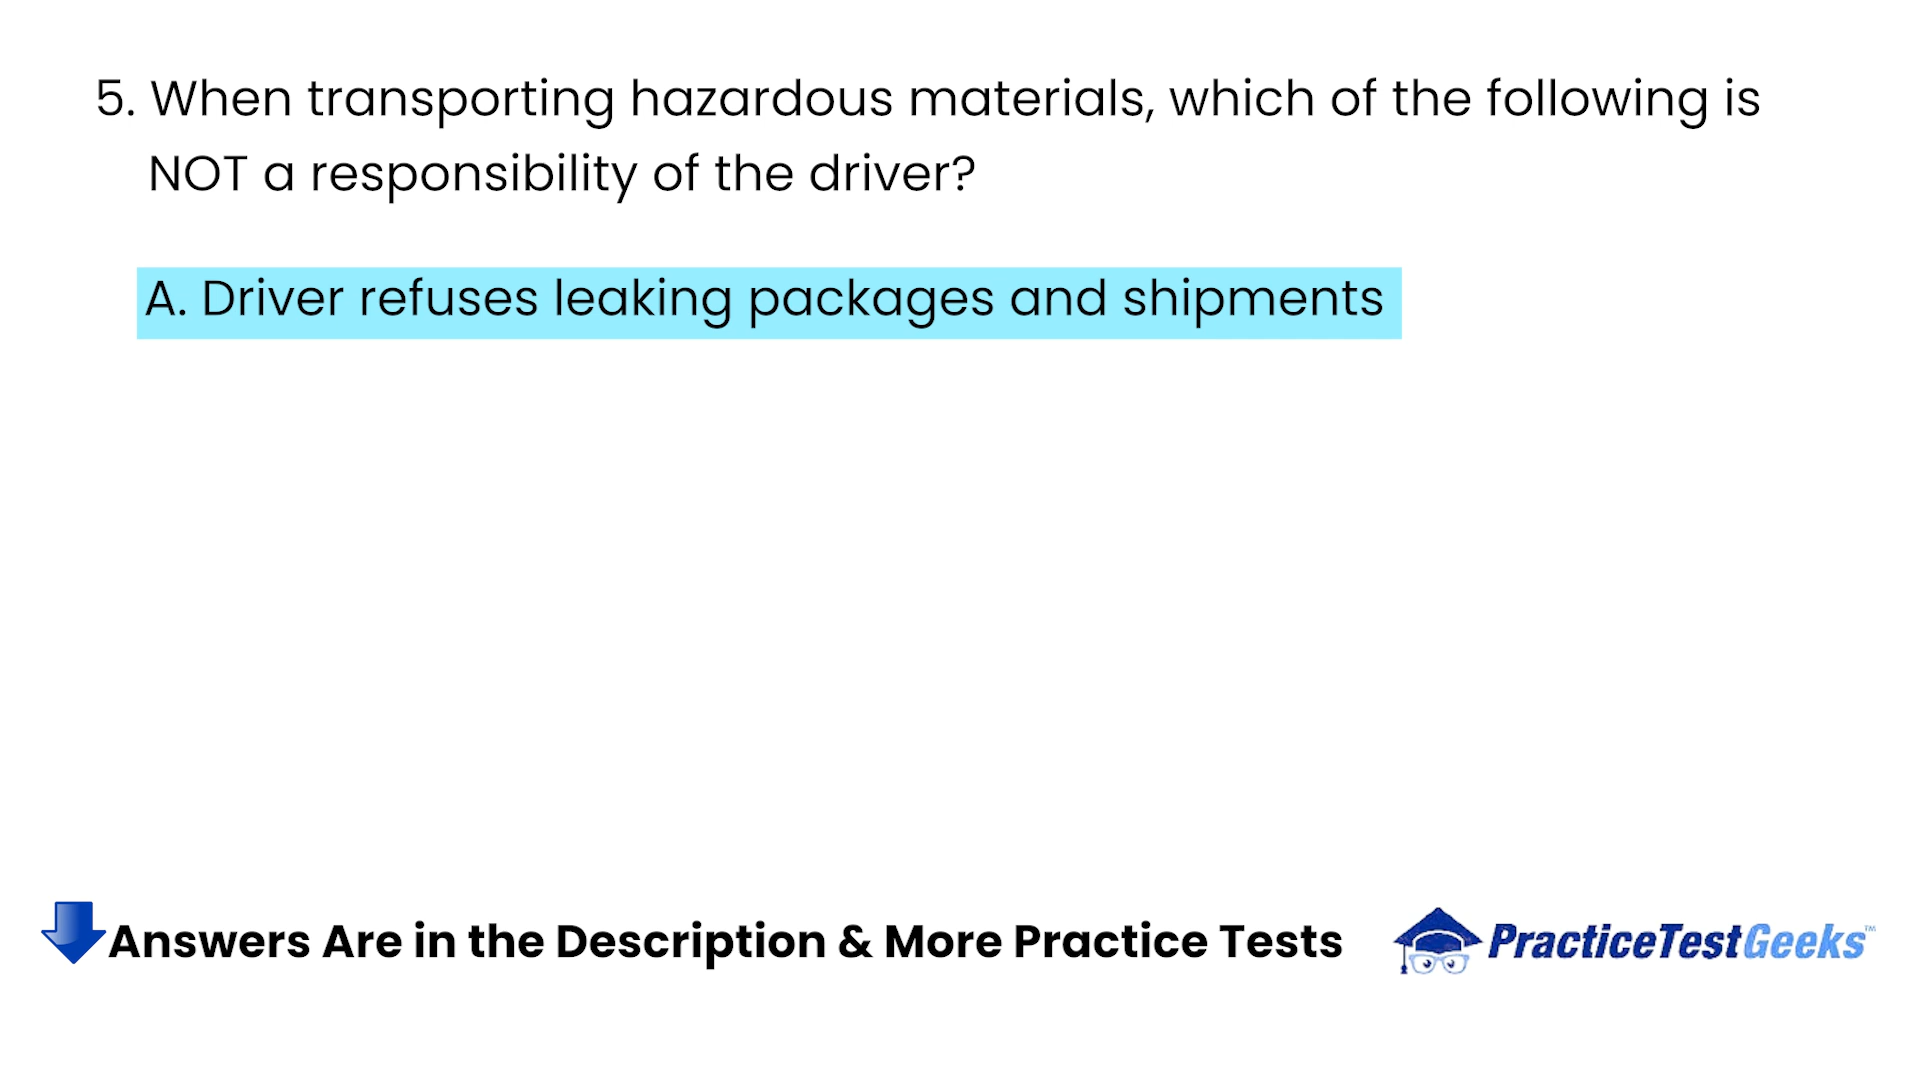 5. When transporting hazardous materials, which of the following is
NOT a responsibility of the driver?
A. Driver refuses leaking packages and shipments
Answers Are in the Description & More Practice Tests
PracticeTestGeeks™